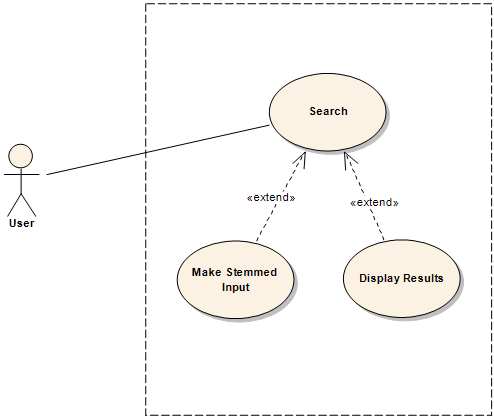 Search
User
«extend»
«extend»
Make Stemmed
Input
Display Results